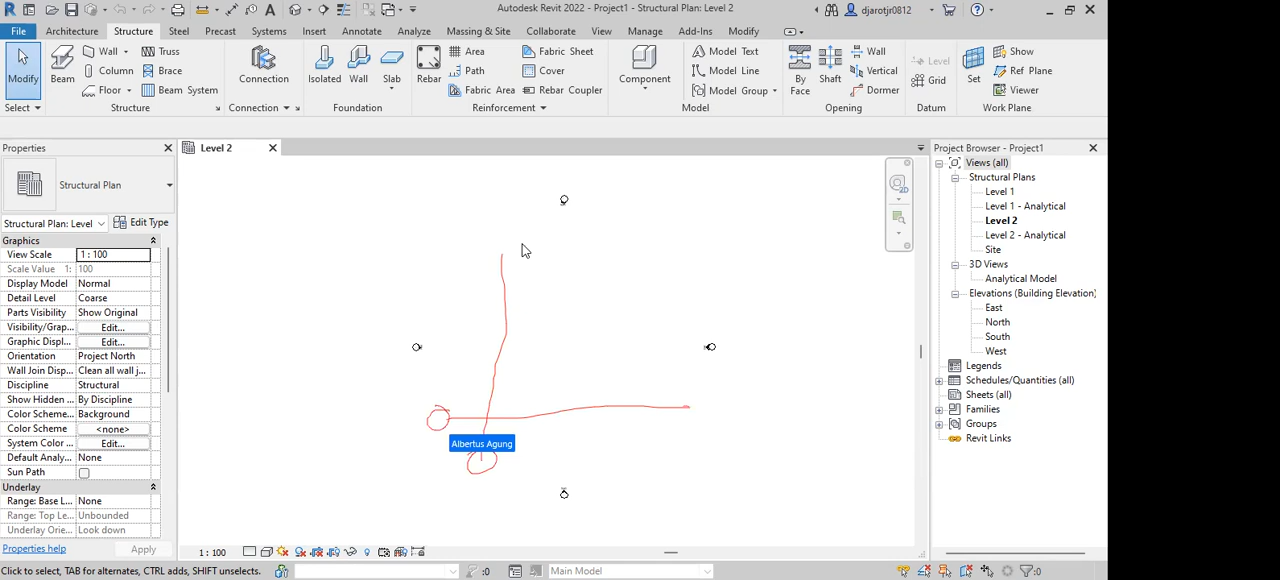 Autodesk Revit 2022 - Project1 - Structural Plan: Level 2
djarotjr0812
File Architecture Structure Steel Precast Systems Insert Annotate Analyze Massing & Site Collaborate View Manage Add-Ins Modify
Modify
Select
Beam
Wall
Column
Floor
Truss
Brace
Beam System
Structure
Connection
Connection
Isolated
Wall
Slab
Foundation
Rebar
Area
Path
Fabric Area
Fabric Sheet
Cover
Rebar Coupler
Reinforcement
Component
Model Text
Model Line
Model Group
Model
By
Face
Shaft
Wall
Vertical
Dormer
Opening
Level
Grid
Datum
Set
Show
Ref Plane
Viewer
Work Plane
Properties
Structural Plan
Structural Plan: Level
Edit Type
Graphics
View Scale 1 : 100
Scale Value 1: 100
Display Model Normal
Detail Level Coarse
Parts Visibility Show Original
Visibility/Grap... Edit...
Graphic Displ... Edit...
Orientation Project North
Wall Join Disp... Clean all wall j...
Discipline Structural
Show Hidden ... By Discipline
Color Scheme... Background
Color Scheme <none>
System Color ... Edit...
Default Analy... None
Sun Path
Underlay
Range: Base L... None
Range: Top Le... Unbounded
Underlay Orie... Look down
Properties help
Apply
Level 2
2D
Albertus Agung
Project Browser - Project1
Views (all)
Structural Plans
Level 1
Level 1 - Analytical
Level 2
Level 2 - Analytical
Site
3D Views
Analytical Model
Elevations (Building Elevation)
East
North
South
West
Legends
Schedules/Quantities (all)
Sheets (all)
Families
Groups
Revit Links
1 : 100
Click to select, TAB for alternates, CTRL adds, SHIFT unselects.
:0
Main Model
:0